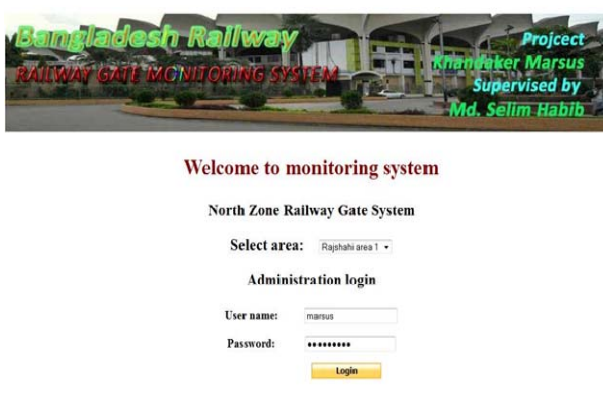 Bangladesh Railway
RAILWAY GATE MONITORING SYSTEM
Projcect
Khandaker Marsus
Supervised by
Md. Selim Habib
Welcome to monitoring system
North Zone Railway Gate System
Select area: Rajshahi area 1
Administration login
User name: marsus
Password: •••••••••
Login